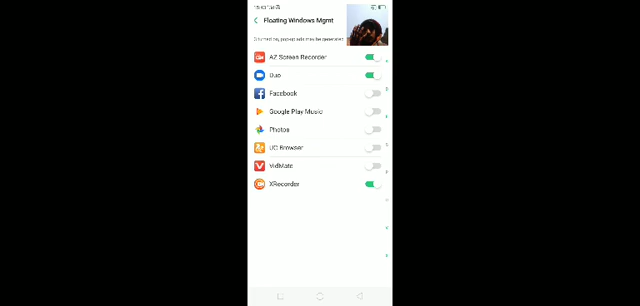 Floating Windows Mgmt
AZ Screen Recorder
Duo
Facebook
Google Play Music
Photos
UC Browser
VidMate
XRecorder